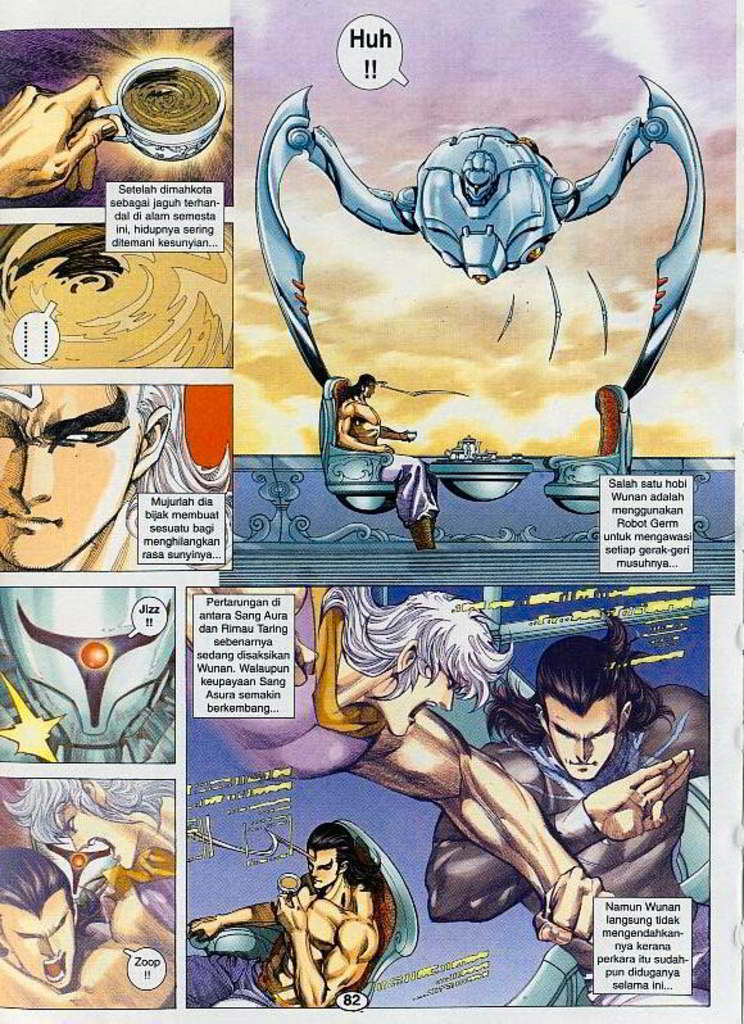 Huh
!!
Setelah dimahkota
sebagai jaguh terhan-
dal di alam semesta
ini, hidupnya sering
ditemani kesunyian...
Mujurlah dia
bijak membuat
sesuatu bagi
menghilangkan
rasa sunyinya...
Salah satu hobi
Wunan adalah
menggunakan
Robot Germ
untuk mengawasi
setiap gerak-geri
musuhnya...
Jizz
!!
Zoop
!!
Pertarungan di
antara Sang Aura
dan Rimau Taring
sebenarnya
sedang disaksikan
Wunan. Walaupun
keupayaan Sang
Asura semakin
berkembang...
Namun Wunan
langsung tidak
mengendahkan-
nya kerana
perkara itu sudah-
pun diduganya
selama ini...
82